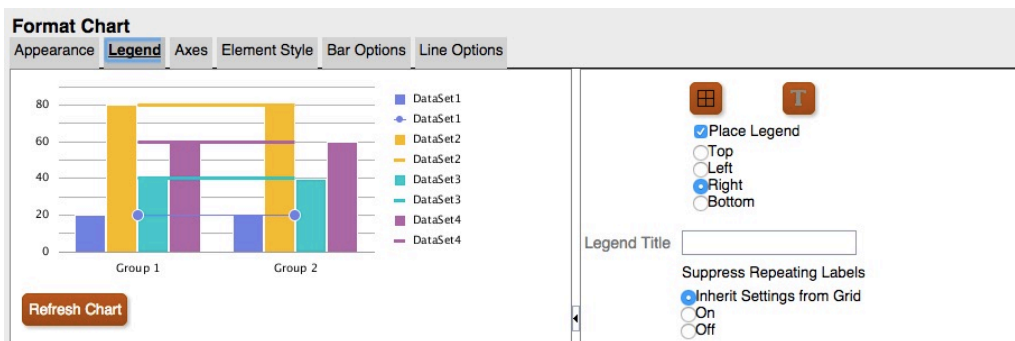 Format Chart
Appearance Legend Axes Element Style Bar Options Line Options
80
60
40
20
0
Group 1 Group 2
DataSet1
DataSet1
DataSet2
DataSet2
DataSet3
DataSet3
DataSet4
DataSet4
Refresh Chart
T
Place Legend
Top
Left
Right
Bottom
Legend Title
Suppress Repeating Labels
Inherit Settings from Grid
On
Off